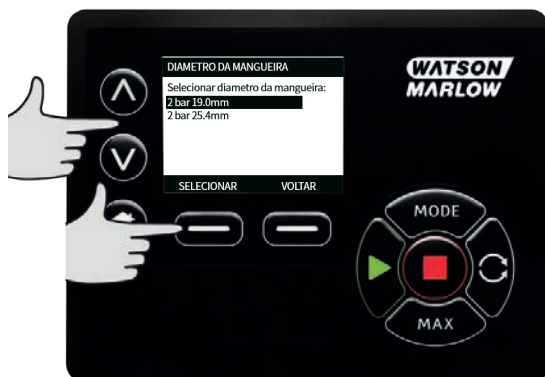 DIAMETRO DA MANGUEIRA
Selecionar diametro da mangueira:
2 bar 19.0mm
2 bar 25.4mm
SELECIONAR VOLTAR
WATSON
MARLOW
MODE
MAX